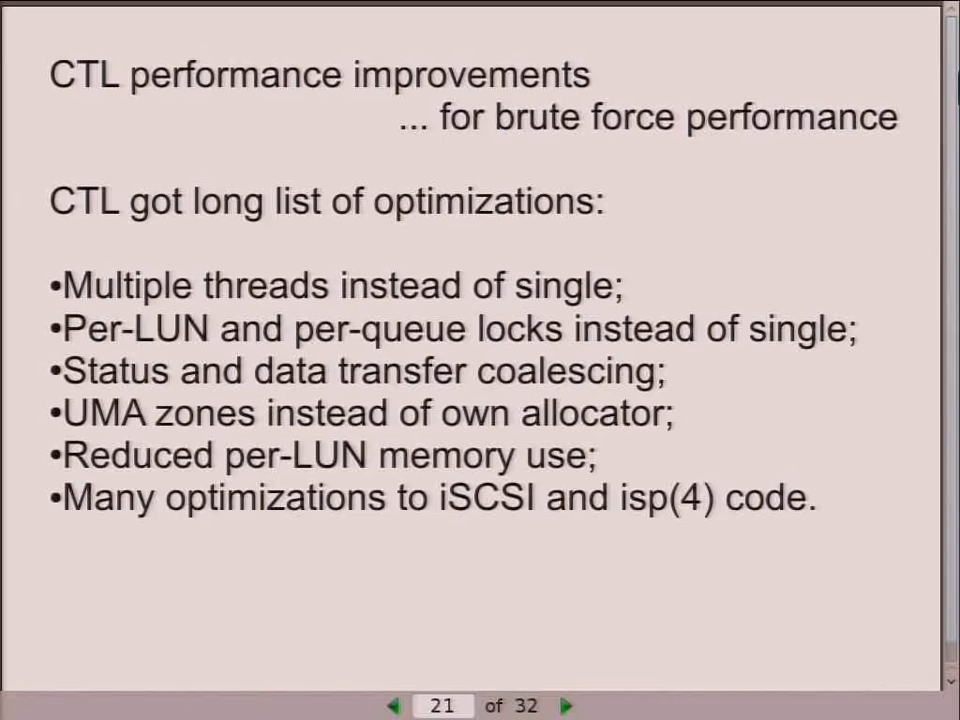 CTL performance improvements
... for brute force performance
CTL got long list of optimizations:
•Multiple threads instead of single;
•Per-LUN and per-queue locks instead of single;
•Status and data transfer coalescing;
•UMA zones instead of own allocator;
•Reduced per-LUN memory use;
•Many optimizations to iSCSI and isp(4) code.
21 of 32